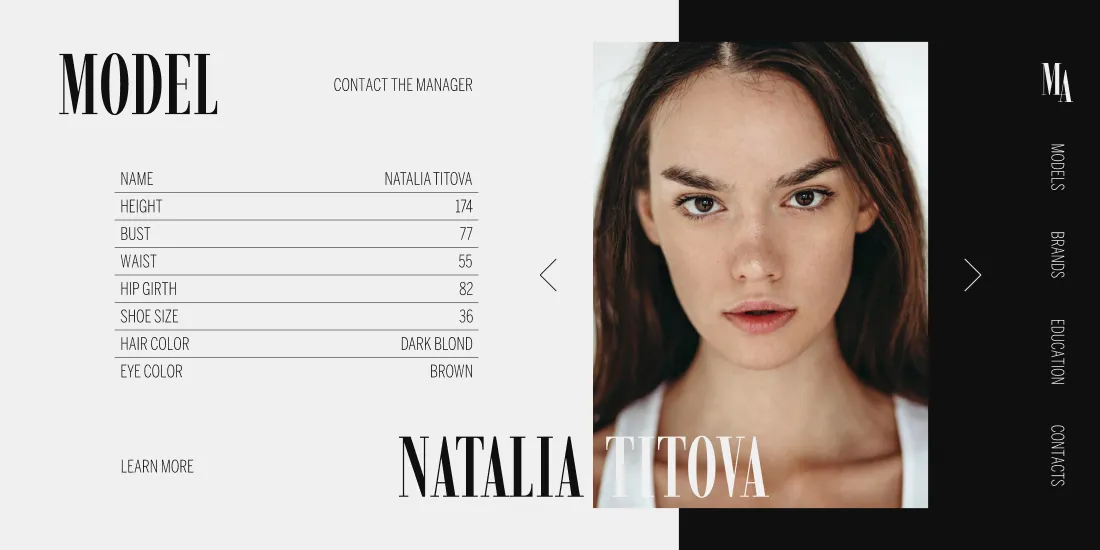 MODEL
CONTACT THE MANAGER
NAME NATALIA TITOVA
HEIGHT 174
BUST 77
WAIST 55
HIP GIRTH 82
SHOE SIZE 36
HAIR COLOR DARK BLOND
EYE COLOR BROWN
LEARN MORE
NATALIA TITOVA
MA
MODELS
BRANDS
EDUCATION
CONTACTS